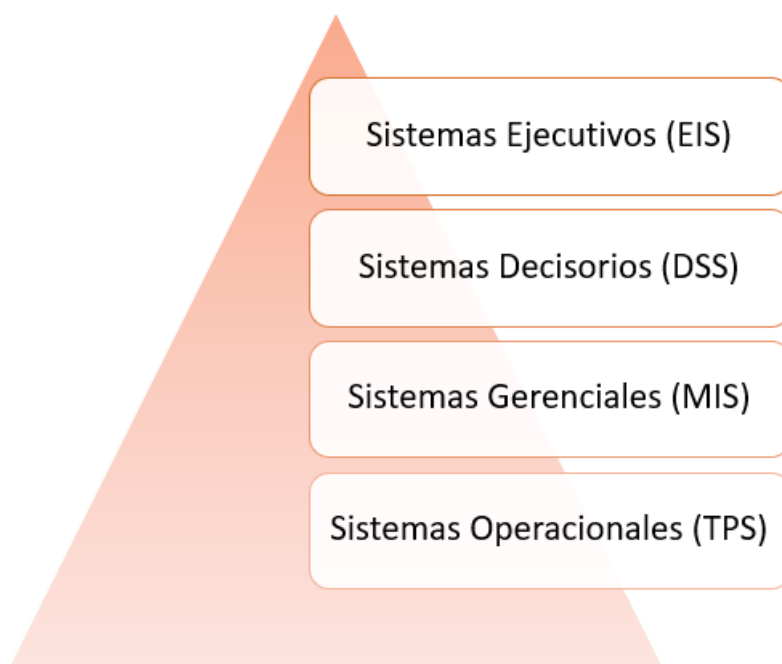 Sistemas Ejecutivos (EIS)
Sistemas Decisorios (DSS)
Sistemas Gerenciales (MIS)
Sistemas Operacionales (TPS)